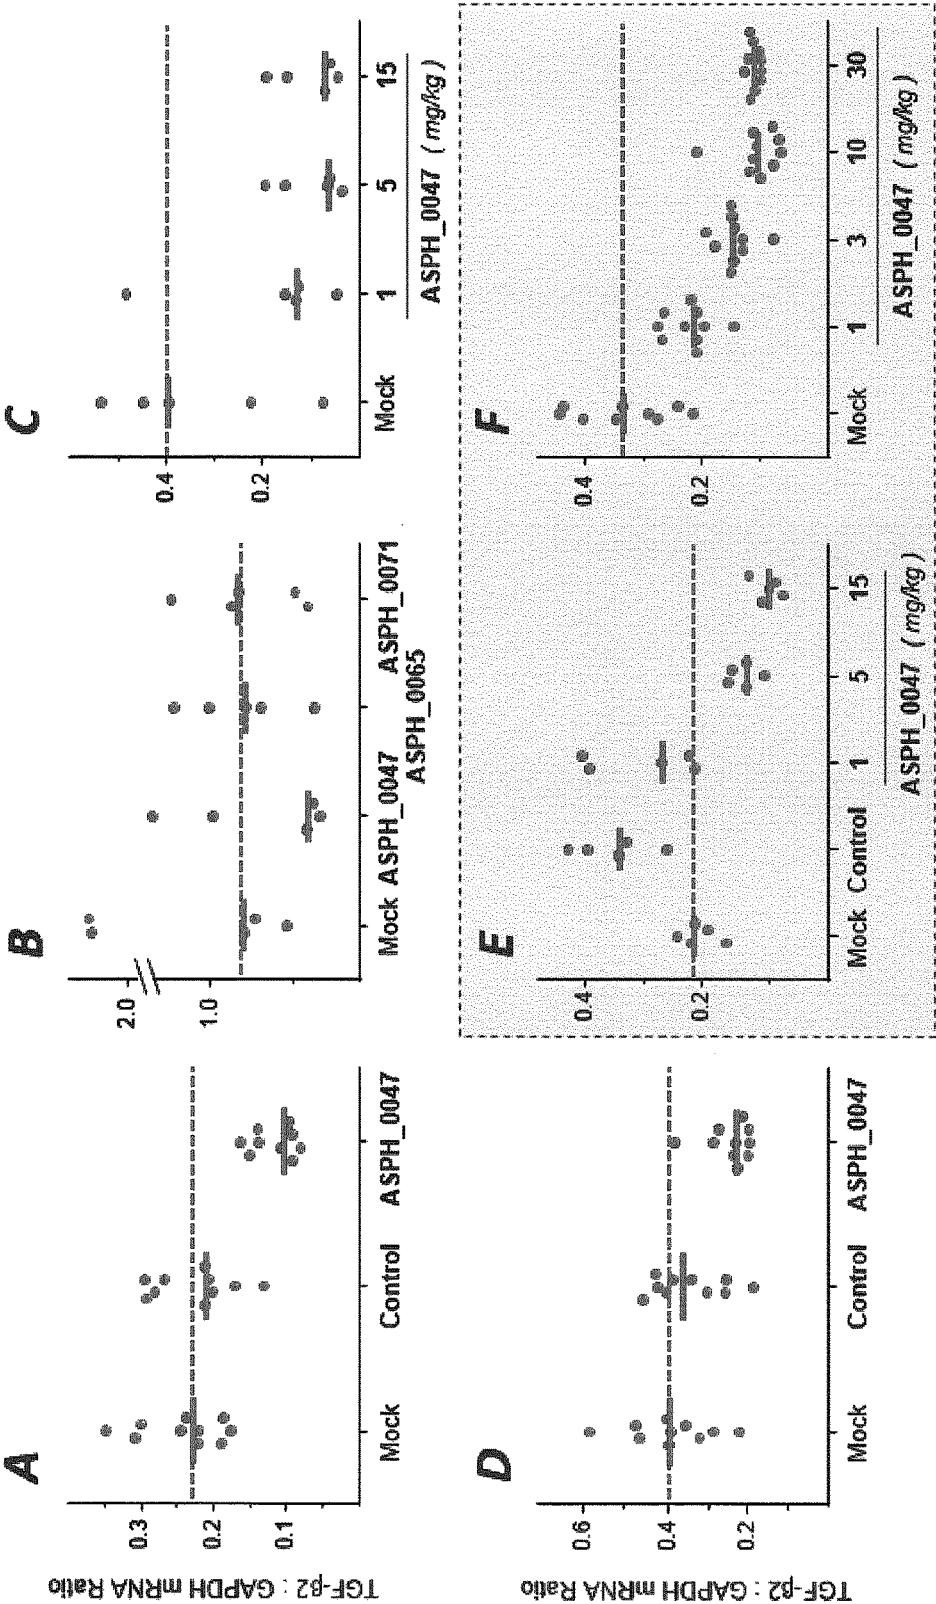 A
TGF-β2 : GAPDH mRNA Ratio
0.3
0.2
0.1
Mock Control ASPH_0047
B
2.0
1.0
Mock ASPH_0047 ASPH_0071
ASPH_0065
C
0.4
0.2
Mock 1 5 15
ASPH_0047 ( mg/kg )
D
TGF-β2 : GAPDH mRNA Ratio
0.6
0.4
0.2
Mock Control ASPH_0047
E
0.4
0.2
Mock Control 1 5 15
ASPH_0047 ( mg/kg )
F
0.4
0.2
Mock 1 3 10 30
ASPH_0047 ( mg/kg )